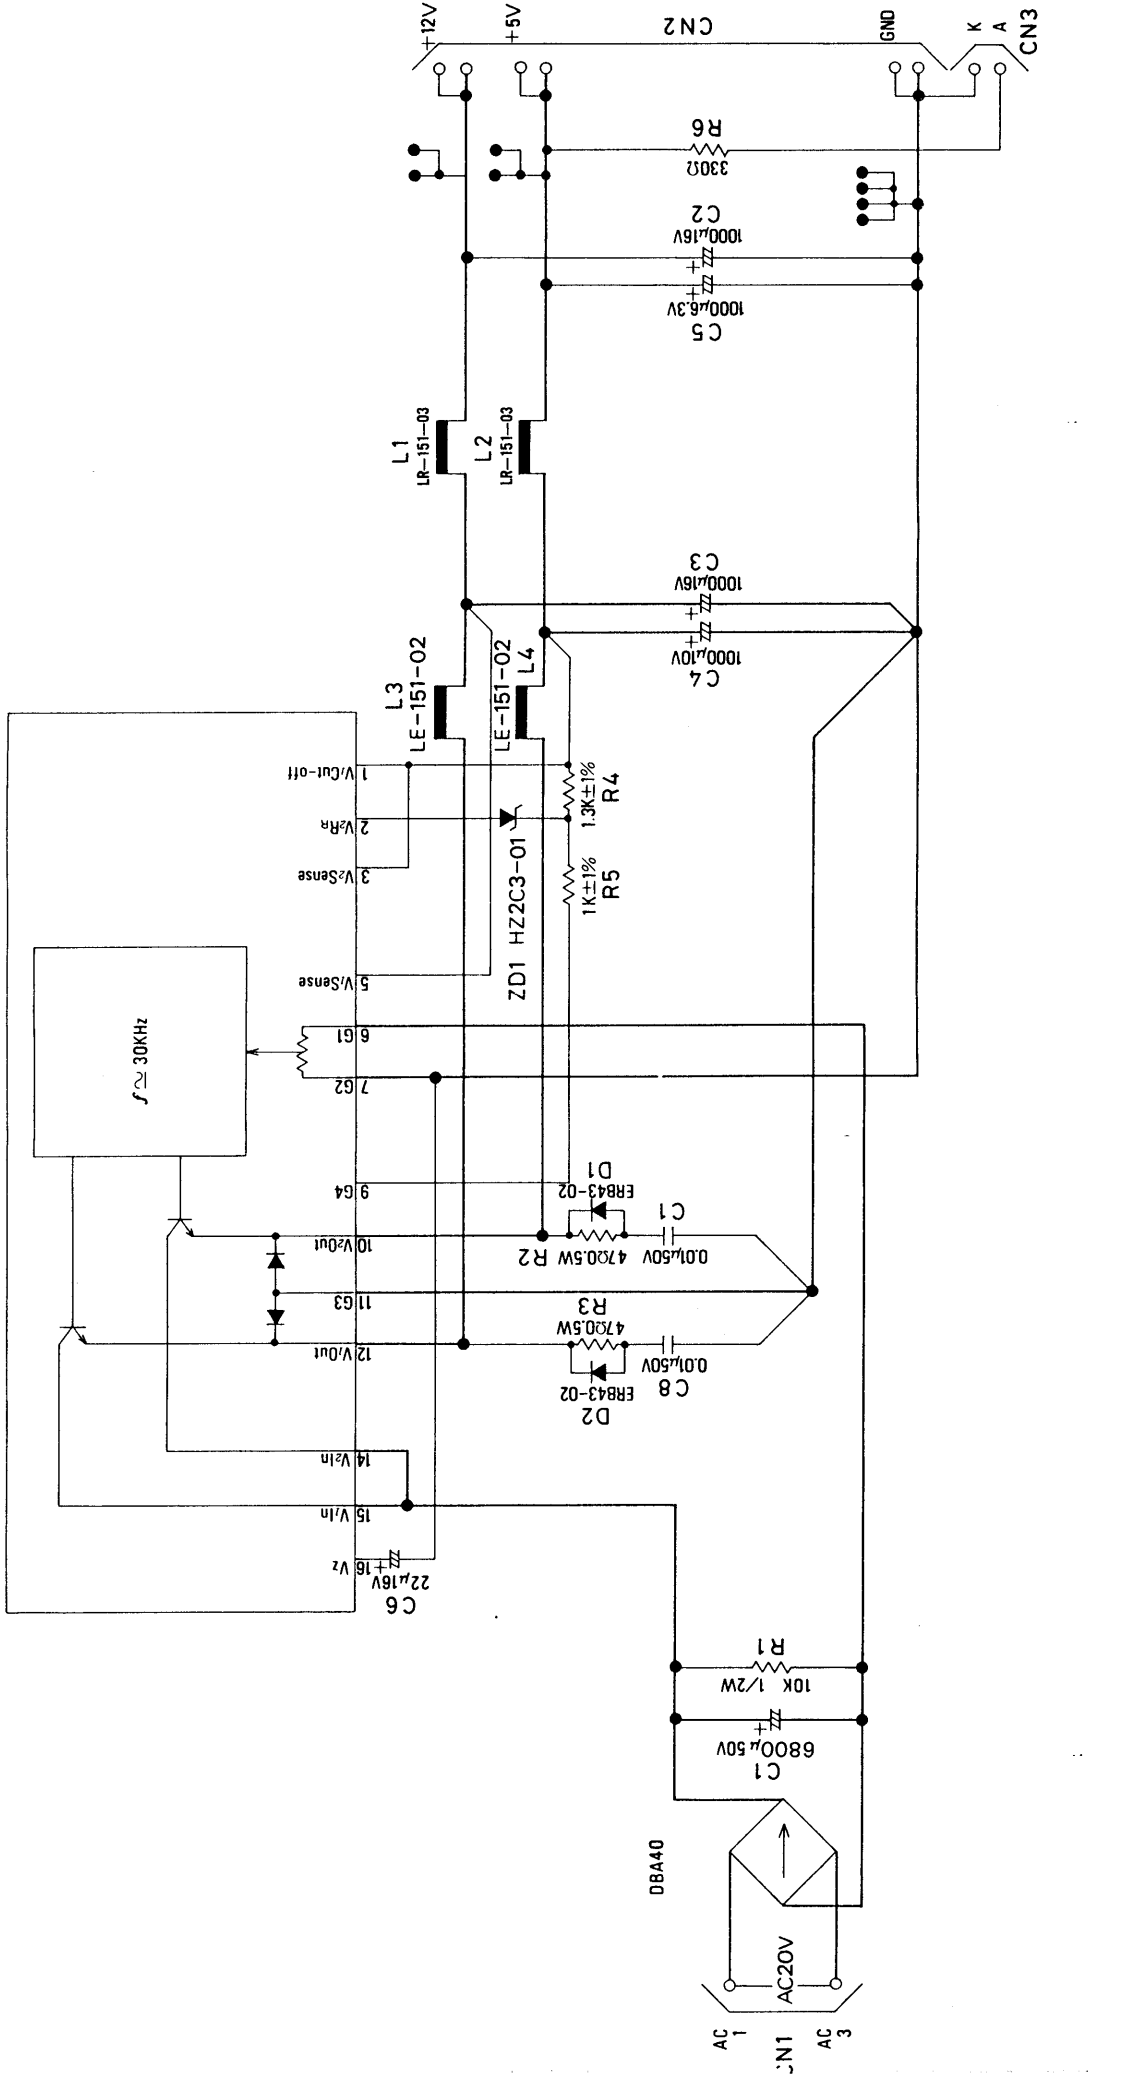 +12V
+5V
CN2
GND
K
A
CN3
R6
330Ω
C2
1000μ16V
+
+
1000μ6.3V
C5
L1
LR-151-03
L2
LR-151-03
C3
1000μ16V
+
+
1000μ10V
C4
L3
LE-151-02
LE-151-02
L4
1 V₁Cut-off
2 V₂RR
3 V₂Sense
5 V₁Sense
6 G1
7 G2
9 G4
10 V₂Out
11 G3
12 V₁Out
14 V₂In
15 V₁In
16 Vz
1.3K±1%
R4
1K±1%
R5
ZD1 HZ2C3-01
f≃30KHz
D1
ERB43-02
R2
47Ω0.5W
C1
0.01μ50V
R3
47Ω0.5W
0.01μ50V
C8
ERB43-02
D2
+
22μ16V
C6
R1
10K 1/2W
+
6800μ50V
C1
DBA40
AC20V
AC
1
CN1
AC
3